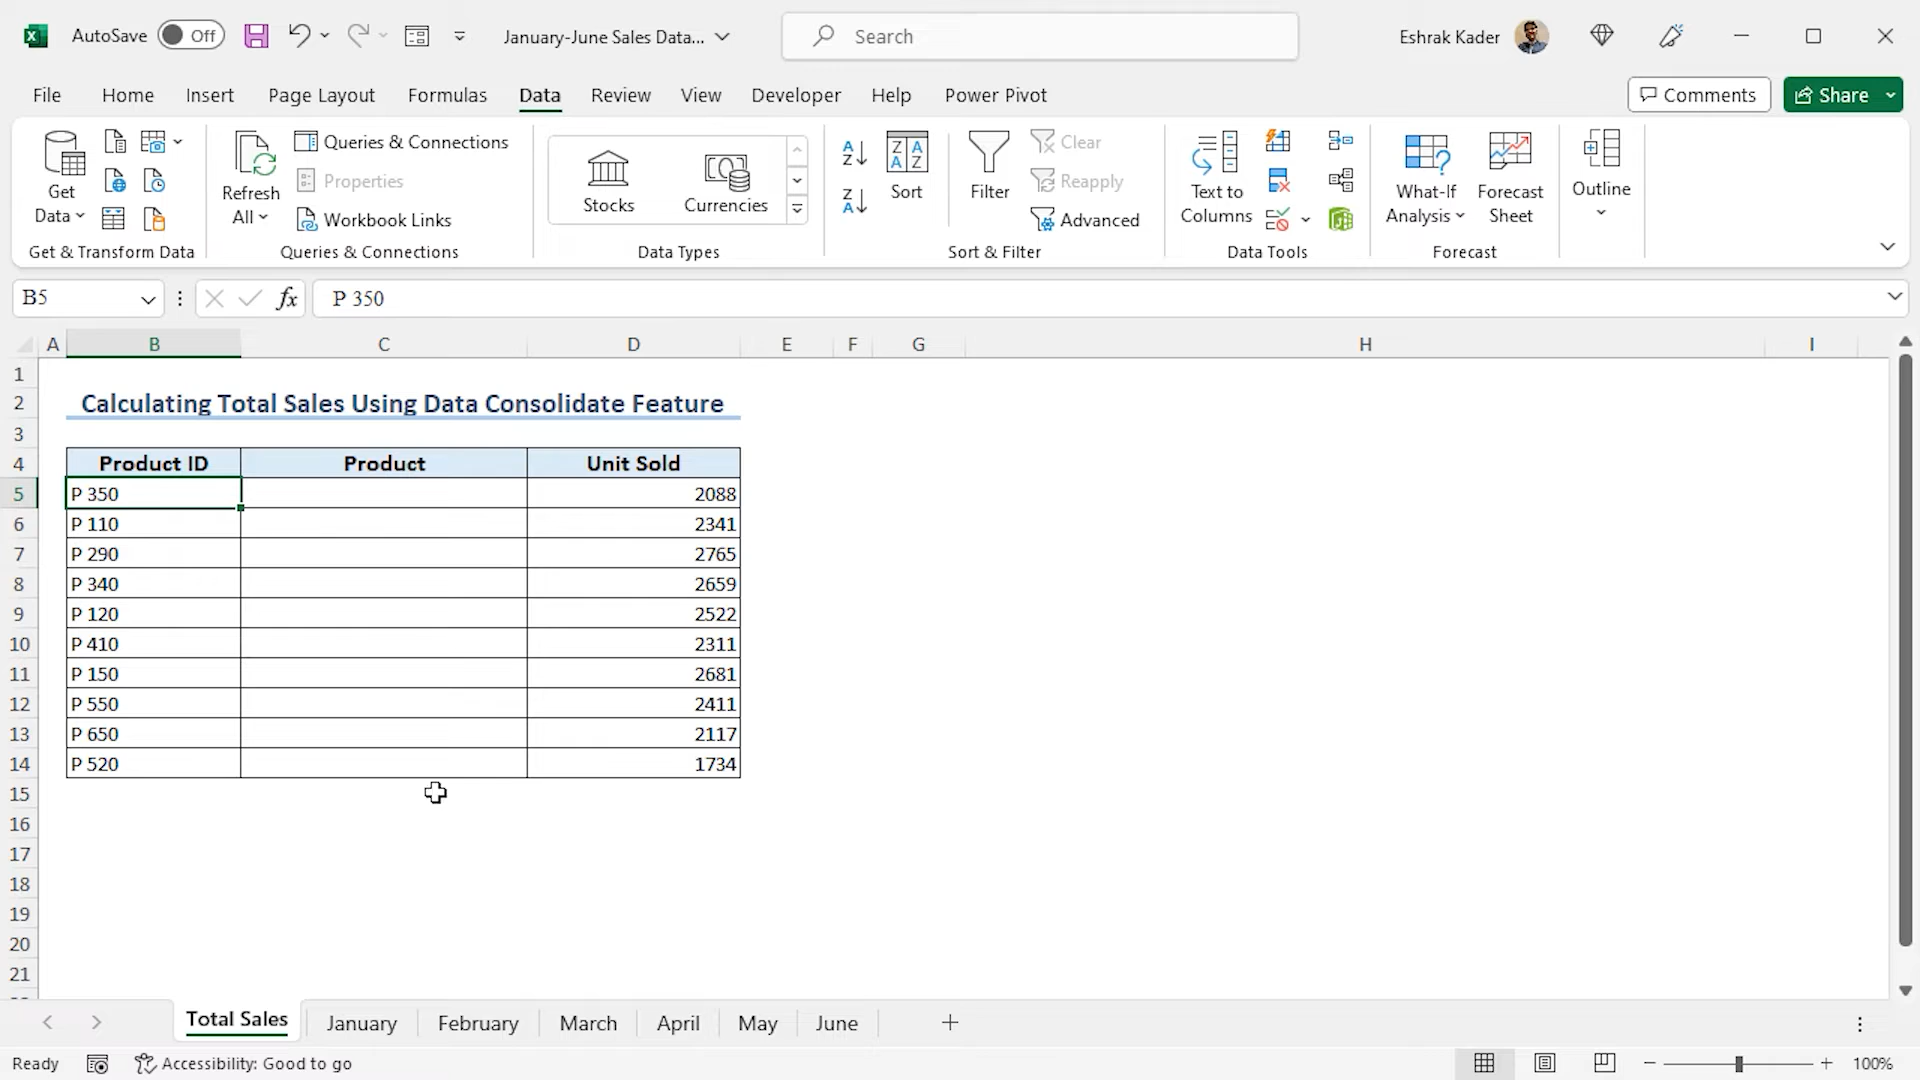 AutoSave Off January-June Sales Data... Search Eshrak Kader
File Home Insert Page Layout Formulas Data Review View Developer Help Power Pivot Comments Share
Get Data
Refresh All
Queries & Connections
Properties
Workbook Links
Stocks Currencies
Sort
Filter
Clear
Reapply
Advanced
Text to Columns
What-If Analysis
Forecast Sheet
Outline
Get & Transform Data Queries & Connections Data Types Sort & Filter Data Tools Forecast
B5 fx P 350
A B C D E F G H I
1
2 Calculating Total Sales Using Data Consolidate Feature
3
4 Product ID Product Unit Sold
5 P 350 2088
6 P 110 2341
7 P 290 2765
8 P 340 2659
9 P 120 2522
10 P 410 2311
11 P 150 2681
12 P 550 2411
13 P 650 2117
14 P 520 1734
15
16
17
18
19
20
21
Total Sales January February March April May June
Ready Accessibility: Good to go 100%